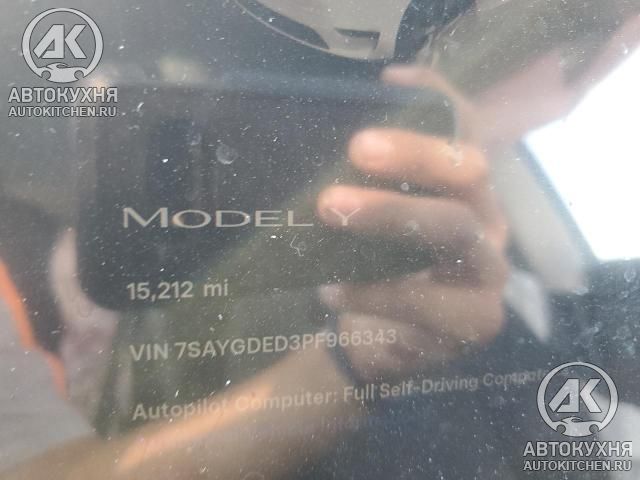 AK
АВТОКУХНЯ
AUTOKITCHEN.RU
MODEL Y
15,212 mi
VIN 7SAYGDED3PF966343
Autopilot Computer: Full Self-Driving Computer
AK
АВТОКУХНЯ
AUTOKITCHEN.RU